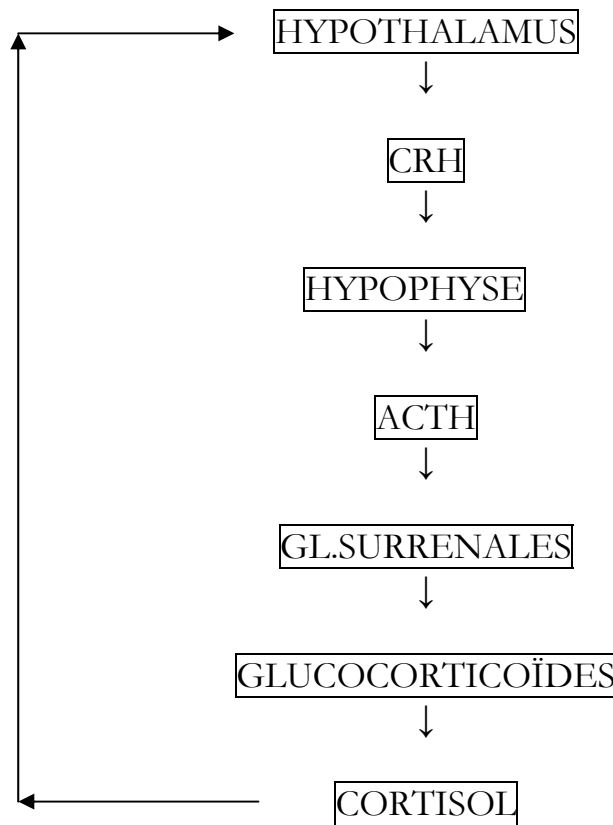 HYPOTHALAMUS
↓
CRH
↓
HYPOPHYSE
↓
ACTH
↓
GL.SURRENALES
↓
GLUCOCORTICOÏDES
↓
CORTISOL